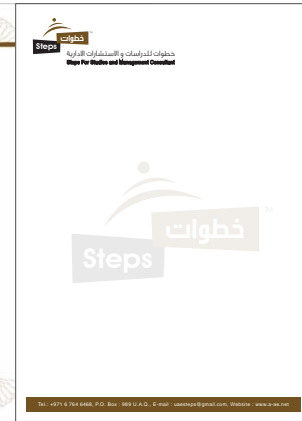 خطوات
Steps
خطوات للدراسات و الاستشارات الادارية
Steps For Studies and Management Consultant
خطوات
Steps
Tel.: +971 6 764 6468, P.O. Box : 989 U.A.Q., E-mail : uaesteps@gmail.com, Website : www.a-ae.net